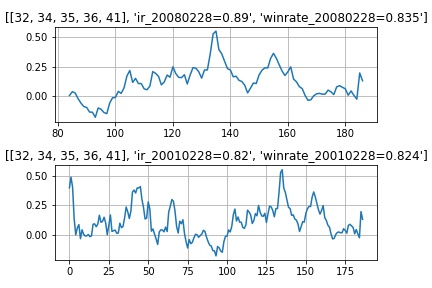 [[32, 34, 35, 36, 41], 'ir_20080228=0.89', 'winrate_20080228=0.835']
0.50
0.25
0.00
80 100 120 140 160 180
[[32, 34, 35, 36, 41], 'ir_20010228=0.82', 'winrate_20010228=0.824']
0.50
0.25
0.00
0 25 50 75 100 125 150 175